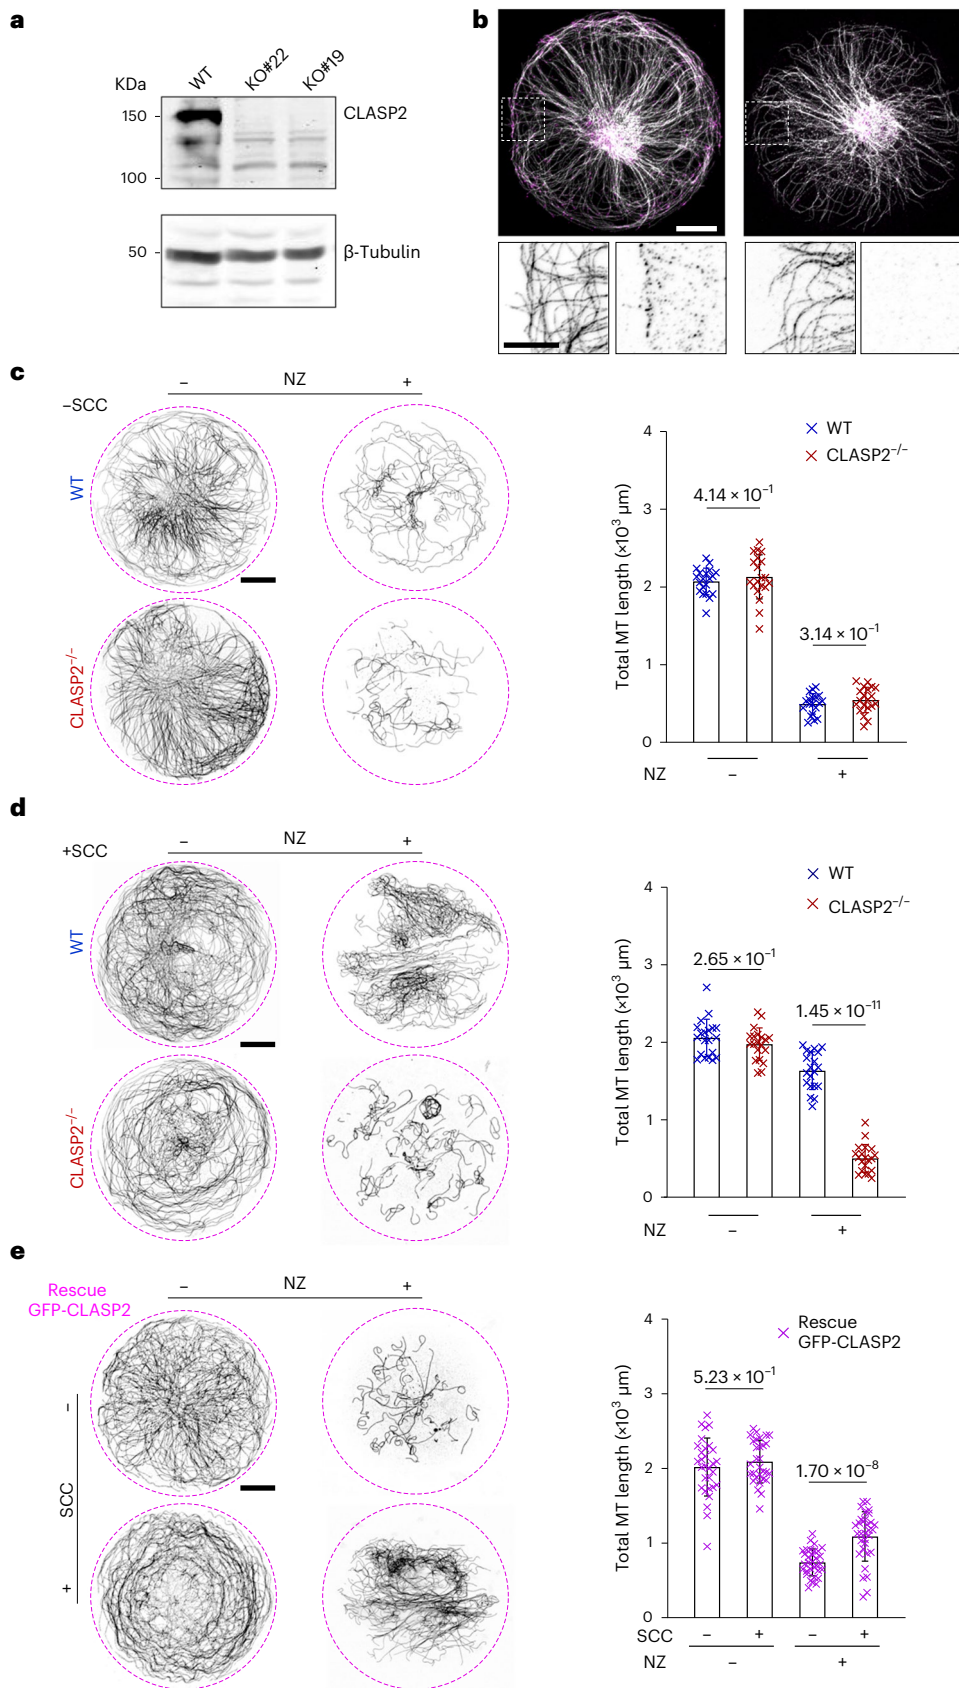 a
KDa
WT
KO#22
KO#19
150
CLASP2
100
50
β-Tubulin
b
c
– NZ +
–SCC
WT
CLASP2⁻/⁻
Total MT length (×10³ µm)
4
3
2
1
0
WT
CLASP2⁻/⁻
4.14 × 10⁻¹
3.14 × 10⁻¹
NZ – +
d
– NZ +
+SCC
WT
CLASP2⁻/⁻
Total MT length (×10³ µm)
4
3
2
1
0
WT
CLASP2⁻/⁻
2.65 × 10⁻¹
1.45 × 10⁻¹¹
NZ – +
e
– NZ +
Rescue
GFP-CLASP2
–
SCC
+
Total MT length (×10³ µm)
4
3
2
1
0
Rescue
GFP-CLASP2
5.23 × 10⁻¹
1.70 × 10⁻⁸
SCC – + – +
NZ – +